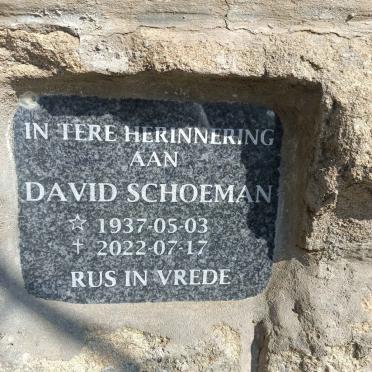 IN TERE HERINNERING
AAN
DAVID SCHOEMAN
☆ 1937-05-03
† 2022-07-17
RUS IN VREDE